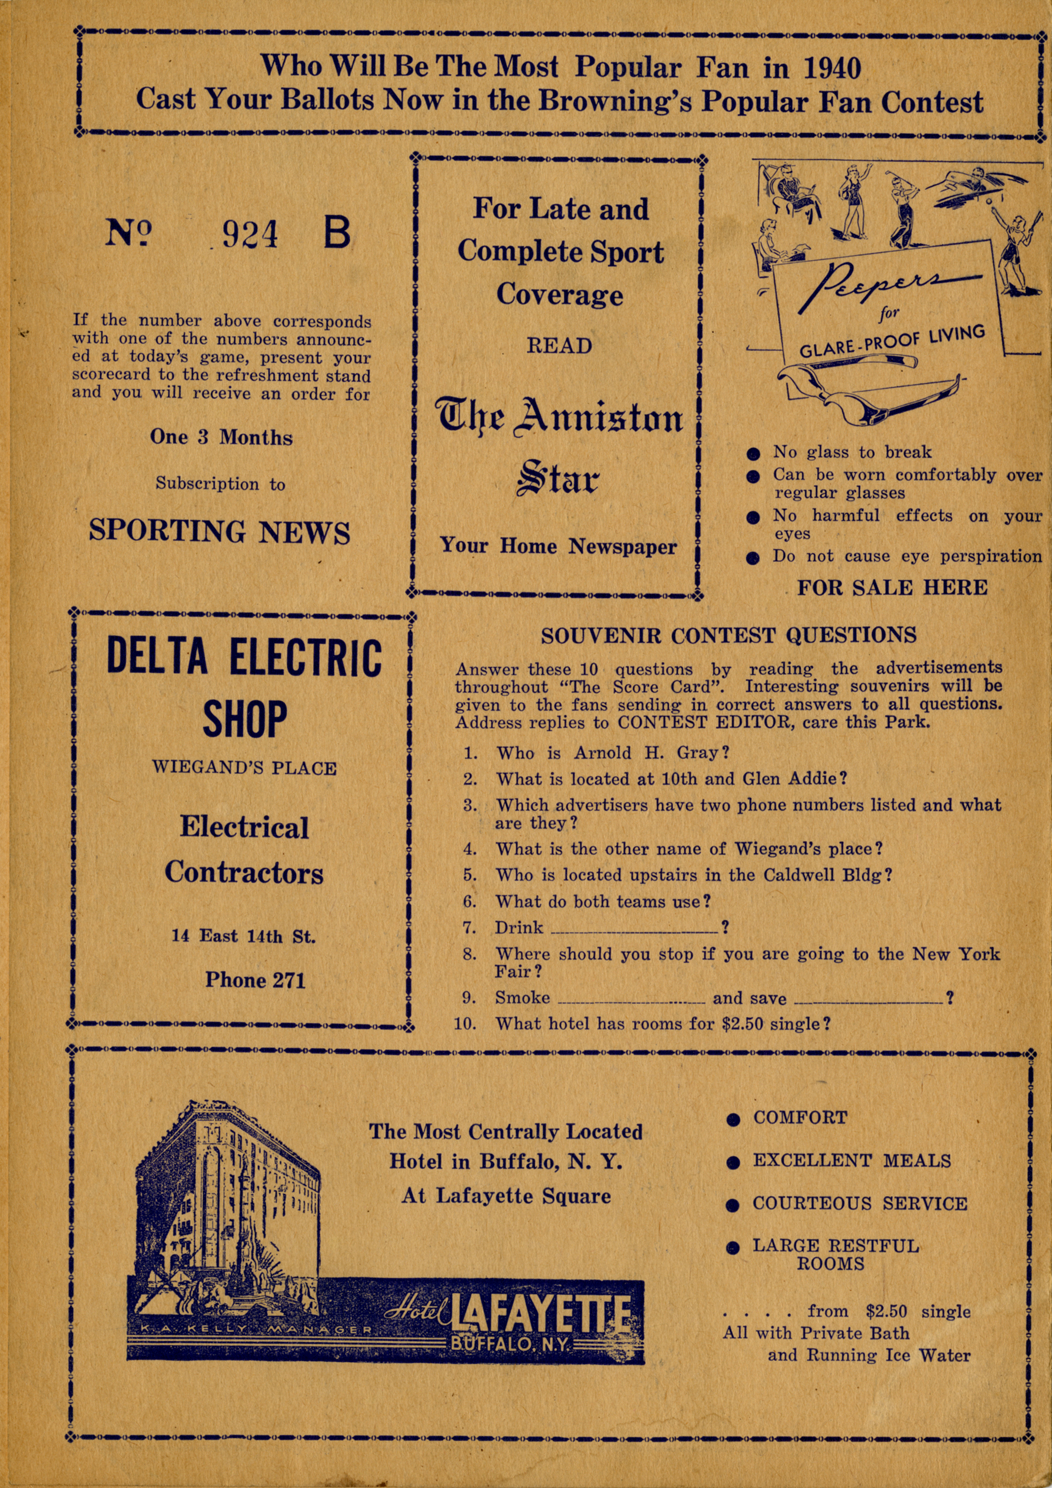 Who Will Be The Most Popular Fan in 1940
Cast Your Ballots Now in the Browning's Popular Fan Contest
Nº 924 B
If the number above corresponds
with one of the numbers announc-
ed at today's game, present your
scorecard to the refreshment stand
and you will receive an order for
One 3 Months
Subscription to
SPORTING NEWS
For Late and
Complete Sport
Coverage
READ
The Anniston
Star
Your Home Newspaper
Peepers
for
GLARE-PROOF LIVING
● No glass to break
● Can be worn comfortably over
regular glasses
● No harmful effects on your
eyes
● Do not cause eye perspiration
FOR SALE HERE
DELTA ELECTRIC
SHOP
WIEGAND'S PLACE
Electrical
Contractors
14 East 14th St.
Phone 271
SOUVENIR CONTEST QUESTIONS
Answer these 10 questions by reading the advertisements
throughout "The Score Card". Interesting souvenirs will be
given to the fans sending in correct answers to all questions.
Address replies to CONTEST EDITOR, care this Park.
1. Who is Arnold H. Gray?
2. What is located at 10th and Glen Addie?
3. Which advertisers have two phone numbers listed and what
are they?
4. What is the other name of Wiegand's place?
5. Who is located upstairs in the Caldwell Bldg?
6. What do both teams use?
7. Drink ____________?
8. Where should you stop if you are going to the New York
Fair?
9. Smoke ____________ and save ____________?
10. What hotel has rooms for $2.50 single?
The Most Centrally Located
Hotel in Buffalo, N. Y.
At Lafayette Square
K. A. KELLY, MANAGER
Hotel LAFAYETTE
BUFFALO, N.Y.
● COMFORT
● EXCELLENT MEALS
● COURTEOUS SERVICE
● LARGE RESTFUL
ROOMS
. . . . from $2.50 single
All with Private Bath
and Running Ice Water